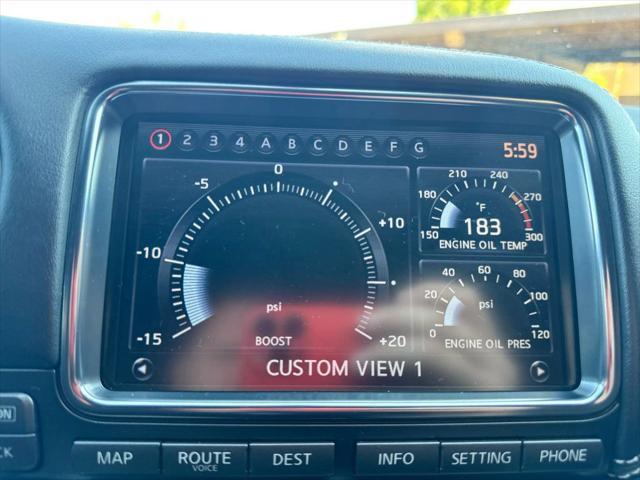 1 2 3 4 A B C D E F G
5:59
0
-5
+10
-10
-15
+20
psi
BOOST
210 240
180 270
°F
183
150 300
ENGINE OIL TEMP
40 60 80
20 100
psi
0 120
ENGINE OIL PRES
CUSTOM VIEW 1
ON
CK
MAP
ROUTE
VOICE
DEST
INFO
SETTING
PHONE